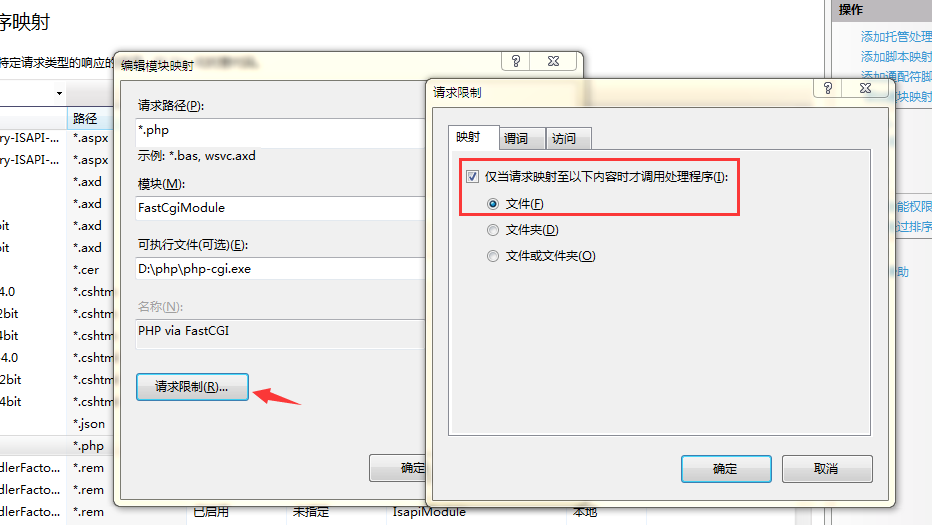 序映射
操作
特定请求类型的响应的
添加托管处理
添加脚本映射
添加通配符脚
模块映射
能权限
过排序
助
路径
ry-ISAPI-... *.aspx
ry-ISAPI-... *.aspx
*.axd
*.axd
bit *.axd
bit *.axd
*.cer
4.0 *.cshtm
2bit *.cshtm
4bit *.cshtm
-4.0 *.cshtm
2bit *.cshtm
4bit *.cshtm
*.json
*.php
dlerFacto... *.rem
dlerFacto... *.rem
dlerFacto... *.rem 已启用 未指定 IsapiModule 本地
编辑模块映射
请求路径(P):
*.php
示例: *.bas, wsvc.axd
模块(M):
FastCgiModule
可执行文件(可选)(E):
D:\php\php-cgi.exe
名称(N):
PHP via FastCGI
请求限制(R)...
确定
请求限制
映射 谓词 访问
仅当请求映射至以下内容时才调用处理程序(I):
文件(F)
文件夹(D)
文件或文件夹(O)
确定 取消